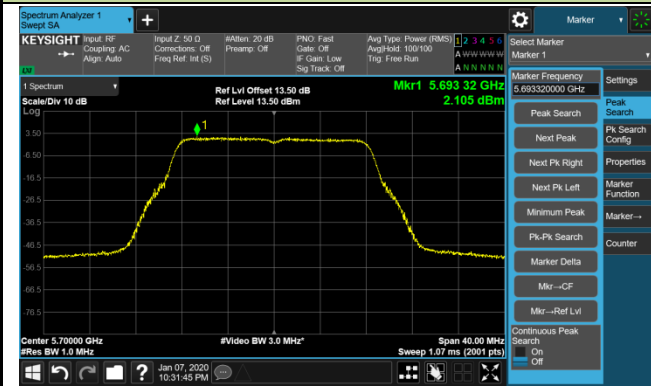 Spectrum Analyzer 1
Swept SA
+
Marker
KEYSIGHT
Input: RF
Coupling: AC
Align: Auto
Input Z: 50 Ω
Corrections: Off
Freq Ref: Int (S)
#Atten: 20 dB
Preamp: Off
PNO: Fast
Gate: Off
IF Gain: Low
Sig Track: Off
Avg Type: Power (RMS)
Avg|Hold: 100/100
Trig: Free Run
1 2 3 4 5 6
A W W W W W
A N N N N N
LXI
Select Marker
Marker 1
1 Spectrum
Scale/Div 10 dB
Log
Ref Lvl Offset 13.50 dB
Ref Level 13.50 dBm
Mkr1 5.693 32 GHz
2.105 dBm
1
3.50
-6.50
-16.5
-26.5
-36.5
-46.5
-56.5
-66.5
-76.5
Center 5.70000 GHz
#Res BW 1.0 MHz
#Video BW 3.0 MHz*
Span 40.00 MHz
Sweep 1.07 ms (2001 pts)
Marker Frequency
5.693320000 GHz
Peak Search
Next Peak
Next Pk Right
Next Pk Left
Minimum Peak
Pk-Pk Search
Marker Delta
Mkr→CF
Mkr→Ref Lvl
Continuous Peak
Search
On
Off
Settings
Peak
Search
Pk Search
Config
Properties
Marker
Function
Marker→
Counter
?
Jan 07, 2020
10:31:45 PM